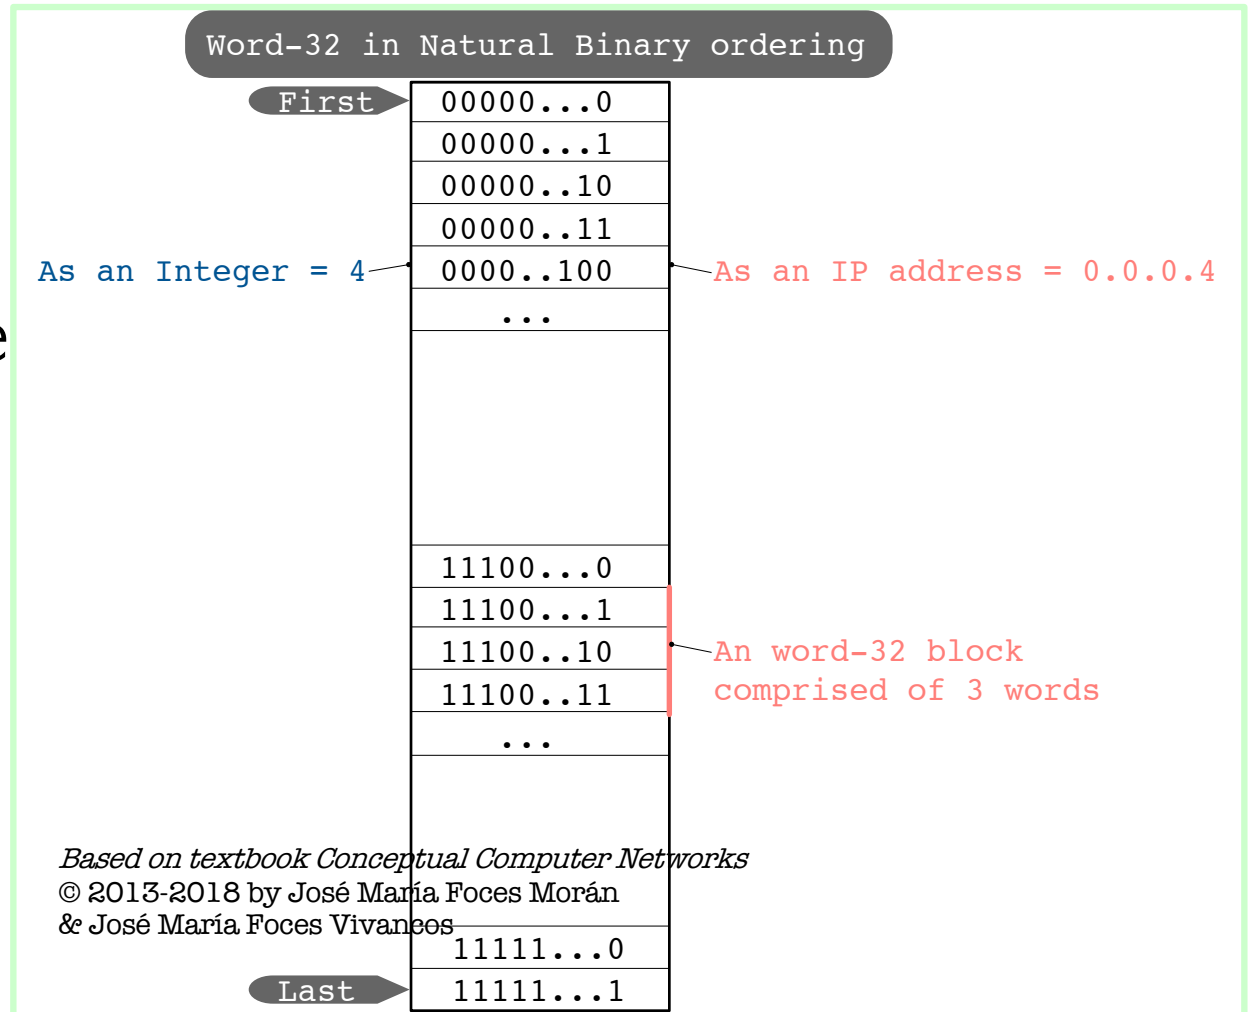 Word-32 in Natural Binary ordering
First
00000...0
00000...1
00000..10
00000..11
As an Integer = 4
0000..100
As an IP address = 0.0.0.4
...
e
11100...0
11100...1
11100..10
11100..11
An word-32 block
comprised of 3 words
...
Based on textbook Conceptual Computer Networks
© 2013-2018 by José María Foces Morán
& José María Foces Vivancos
11111...0
Last
11111...1